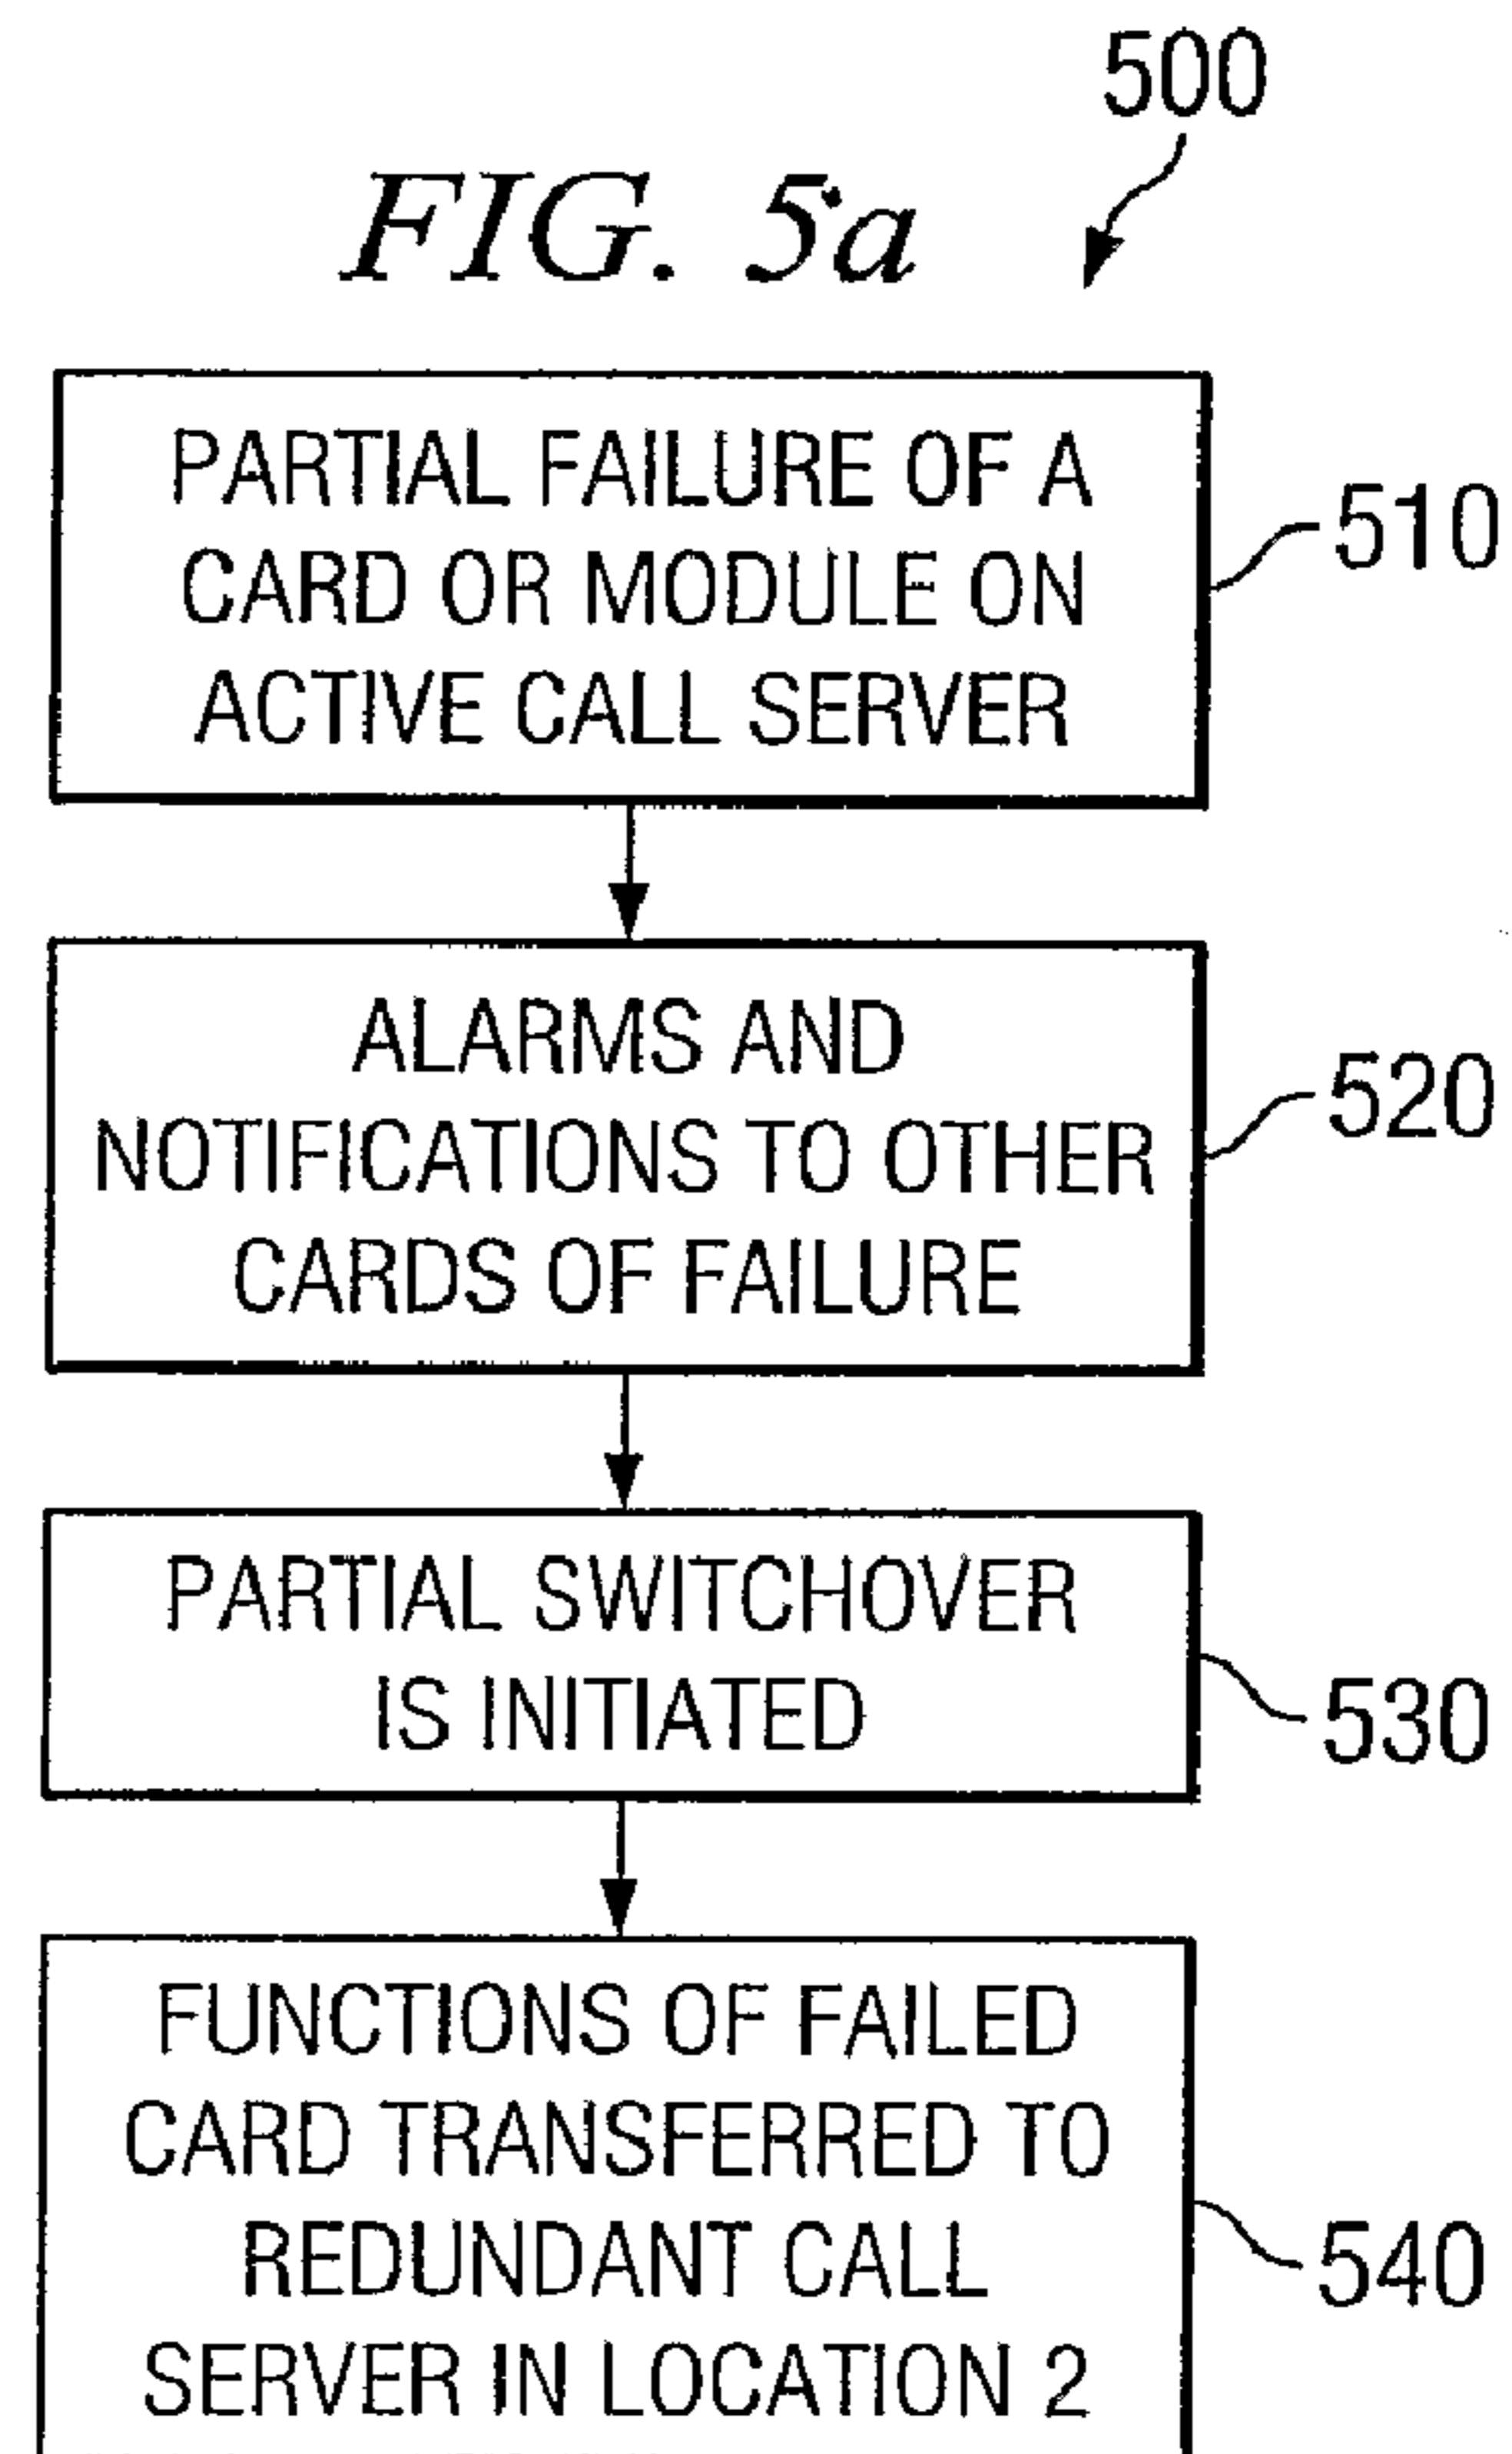 500
FIG. 5a
PARTIAL FAILURE OF A
CARD OR MODULE ON
ACTIVE CALL SERVER
510
ALARMS AND
NOTIFICATIONS TO OTHER
CARDS OF FAILURE
520
PARTIAL SWITCHOVER
IS INITIATED
530
FUNCTIONS OF FAILED
CARD TRANSFERRED TO
REDUNDANT CALL
SERVER IN LOCATION 2
540